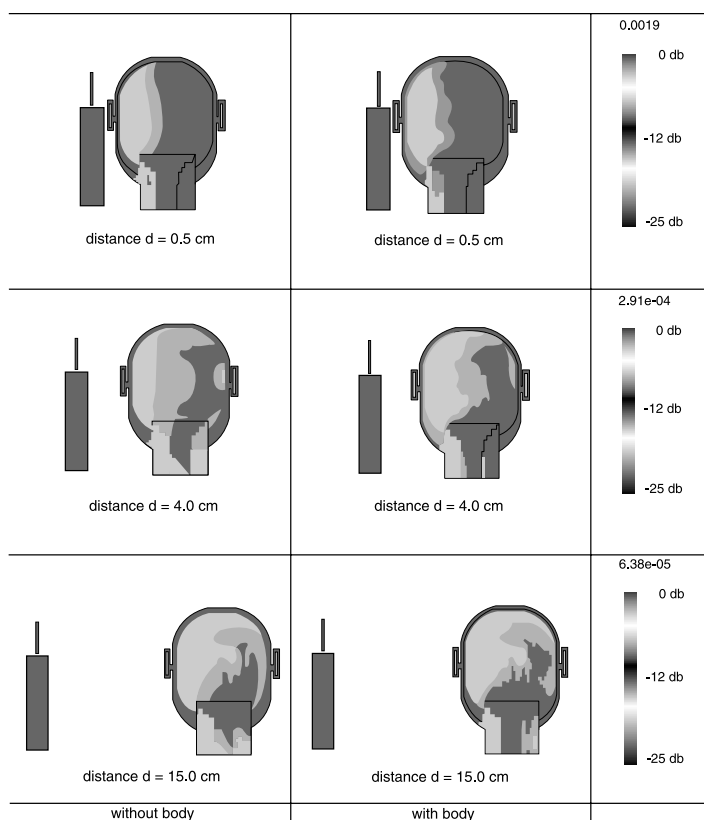 0.0019
0 db
-12 db
-25 db
distance d = 0.5 cm
distance d = 0.5 cm
2.91e-04
0 db
-12 db
-25 db
distance d = 4.0 cm
distance d = 4.0 cm
6.38e-05
0 db
-12 db
-25 db
distance d = 15.0 cm
distance d = 15.0 cm
without body
with body